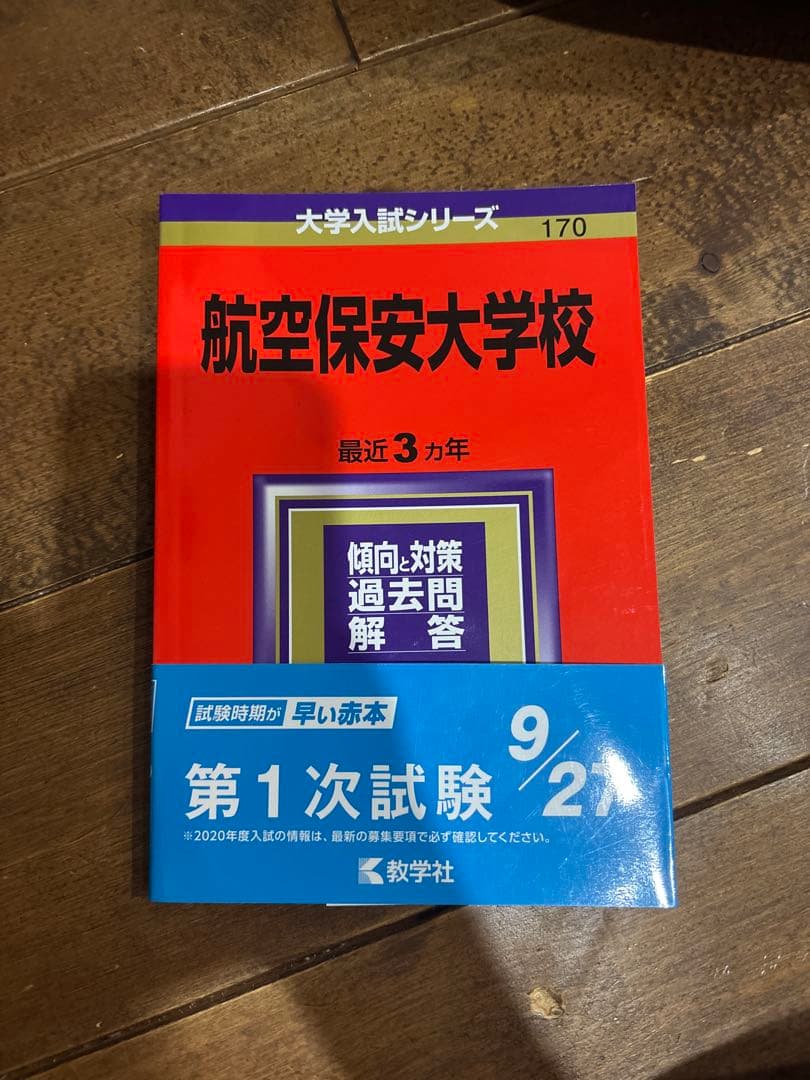 大学入試シリーズ
170
航空保安大学校
最近3ヵ年
傾向と対策
過去問
解答
試験時期が 早い赤本
第1次試験 9/27
※2020年度入試の情報は、最新の募集要項で必ず確認してください。
教学社